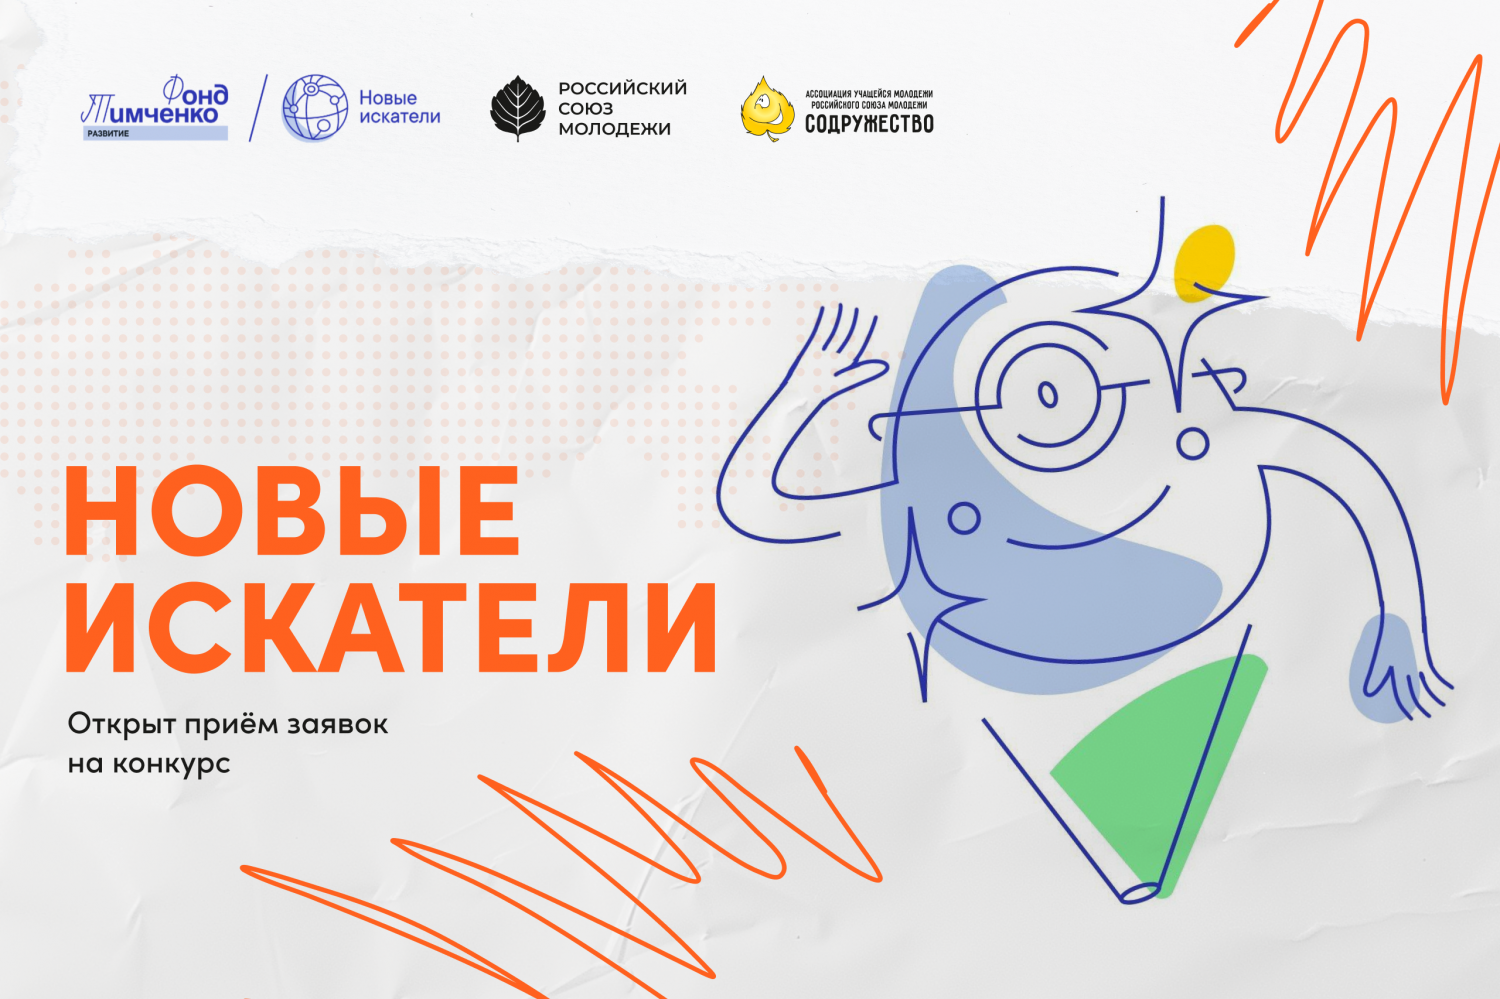 Фонд
Тимченко
РАЗВИТИЕ
Новые
искатели
РОССИЙСКИЙ
СОЮЗ
МОЛОДЕЖИ
АССОЦИАЦИЯ УЧАЩЕЙСЯ МОЛОДЕЖИ
РОССИЙСКОГО СОЮЗА МОЛОДЕЖИ
СОДРУЖЕСТВО
НОВЫЕ
ИСКАТЕЛИ
Открыт приём заявок
на конкурс